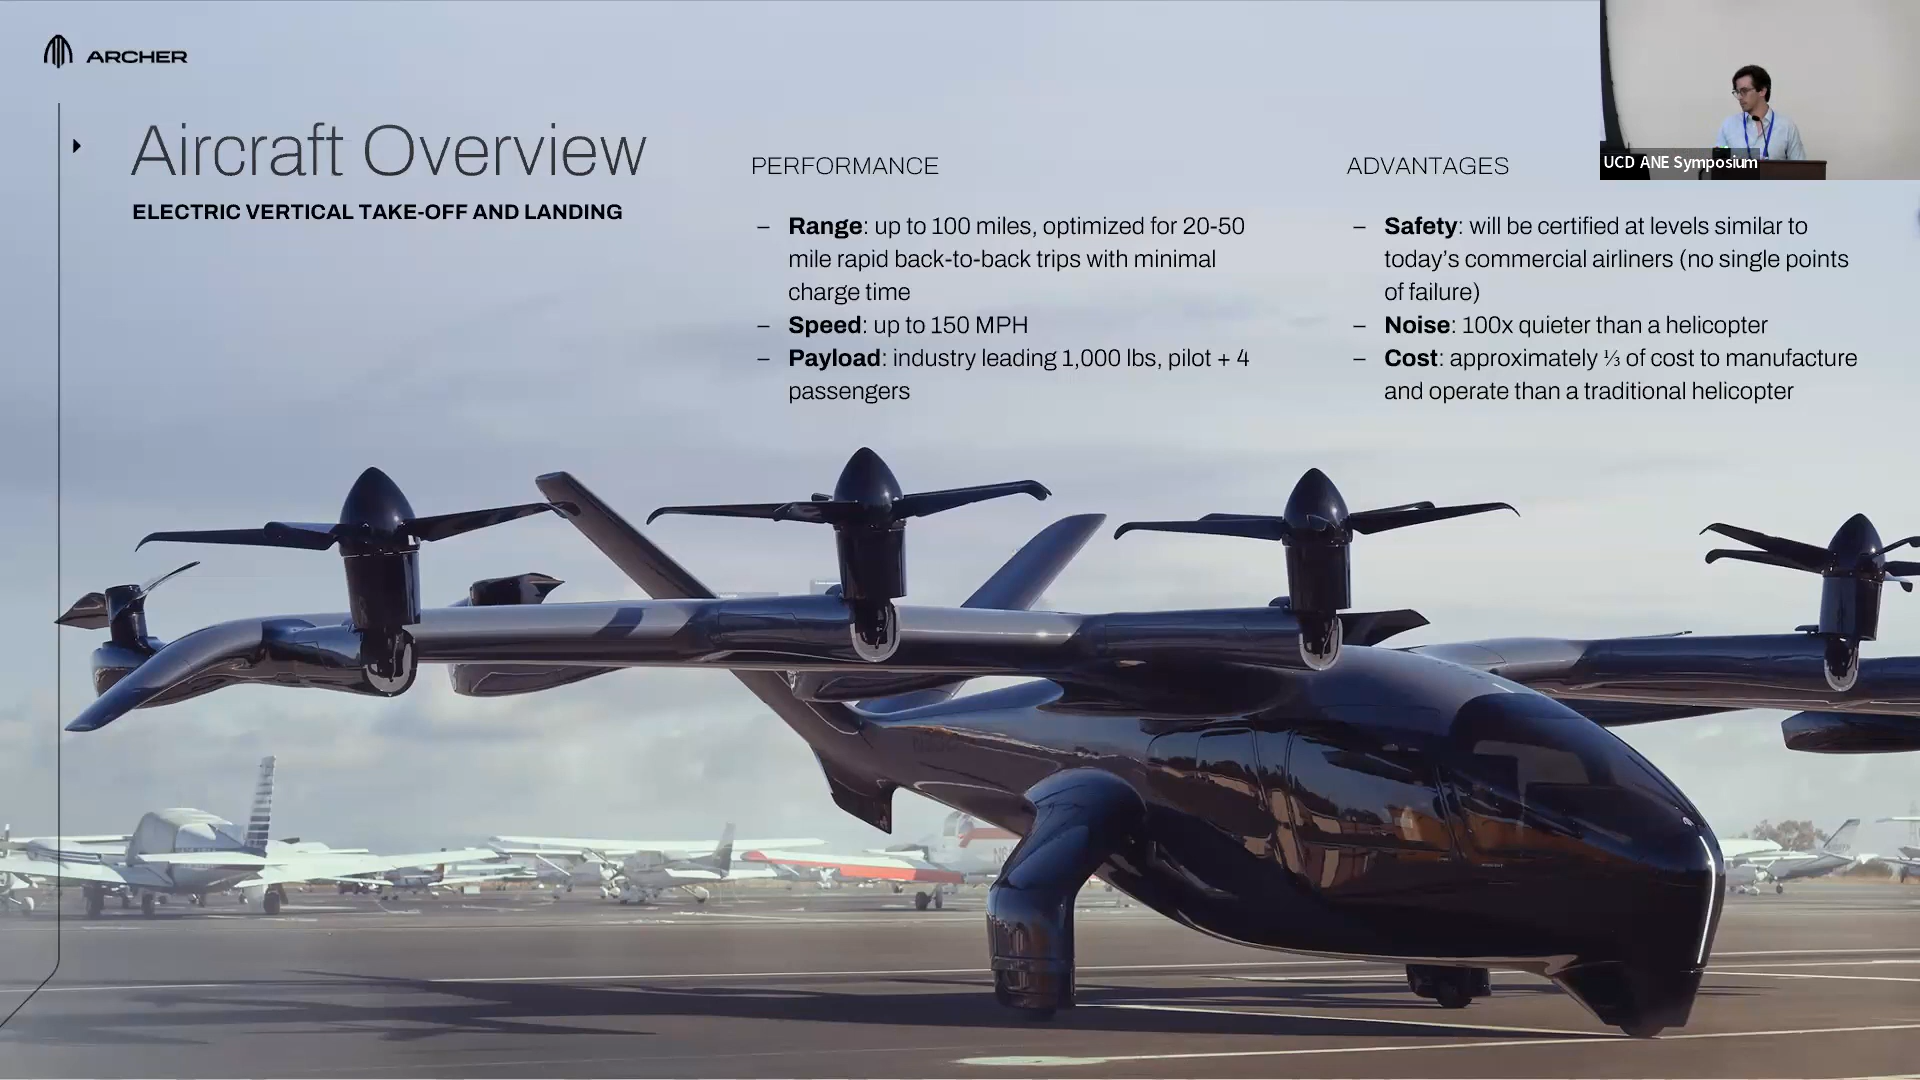 ARCHER
Aircraft Overview
ELECTRIC VERTICAL TAKE-OFF AND LANDING
PERFORMANCE
– Range: up to 100 miles, optimized for 20-50
mile rapid back-to-back trips with minimal
charge time
– Speed: up to 150 MPH
– Payload: industry leading 1,000 lbs, pilot + 4
passengers
ADVANTAGES
– Safety: will be certified at levels similar to
today's commercial airliners (no single points
of failure)
– Noise: 100x quieter than a helicopter
– Cost: approximately ⅓ of cost to manufacture
and operate than a traditional helicopter
UCD ANE Symposium